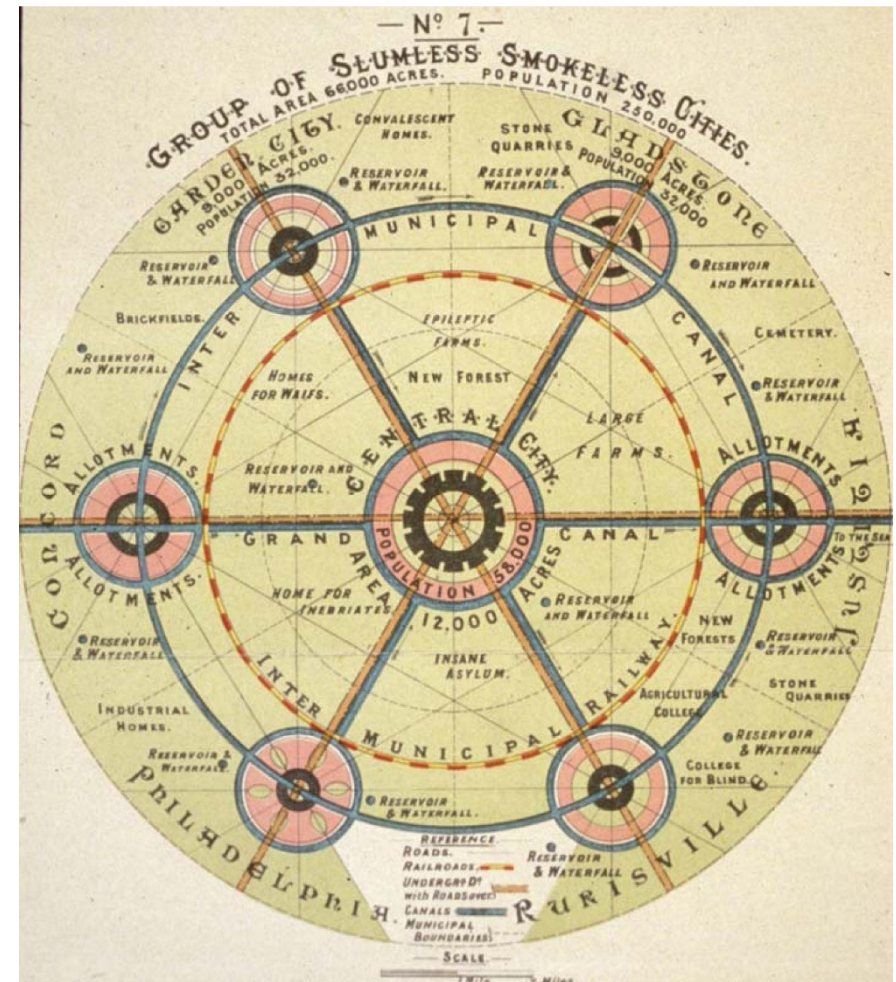 — Nº 7. —
GROUP OF SLUMLESS SMOKELESS CITIES.
TOTAL AREA 66,000 ACRES. POPULATION 250,000
GARDEN CITY.
9,000 ACRES.
POPULATION 32,000.
CONVALESCENT
HOMES.
STONE
QUARRIES
GLADSTONE
9,000 ACRES.
POPULATION
32,000
RESERVOIR
& WATERFALL.
RESERVOIR &
WATERFALL.
INTER MUNICIPAL CANAL
RESERVOIR
& WATERFALL
RESERVOIR
AND WATERFALL
BRICKFIELDS.
EPILEPTIC
FARMS.
CEMETERY.
RESERVOIR
AND WATERFALL
HOMES
FOR WAIFS.
NEW FOREST
RESERVOIR
& WATERFALL
LARGE
FARMS.
CONCORD
ALLOTMENTS.
RESERVOIR AND
WATERFALL.
CENTRAL CITY.
ALLOTMENTS
JUSTITIA
GRAND CANAL
TO THE SEA
ALLOTMENTS.
AREA 12,000 ACRES
POPULATION 58,000
ALLOTMENTS
HOME FOR
INEBRIATES.
RESERVOIR
AND WATERFALL
RESERVOIR
& WATERFALL
INSANE
ASYLUM.
NEW
FORESTS
RESERVOIR
& WATERFALL
INTER MUNICIPAL RAILWAY.
STONE
QUARRIES
INDUSTRIAL
HOMES.
AGRICULTURAL
COLLEGE
RESERVOIR &
WATERFALL.
RESERVOIR
& WATERFALL
COLLEGE
FOR BLIND.
RESERVOIR
& WATERFALL.
PHILADELPHIA.
RURISVILLE.
REFERENCE.
ROADS.
RAILROADS.
UNDERGRD Dº
with ROADS over
CANALS
MUNICIPAL
BOUNDARIES
RESERVOIR
& WATERFALL
— SCALE —